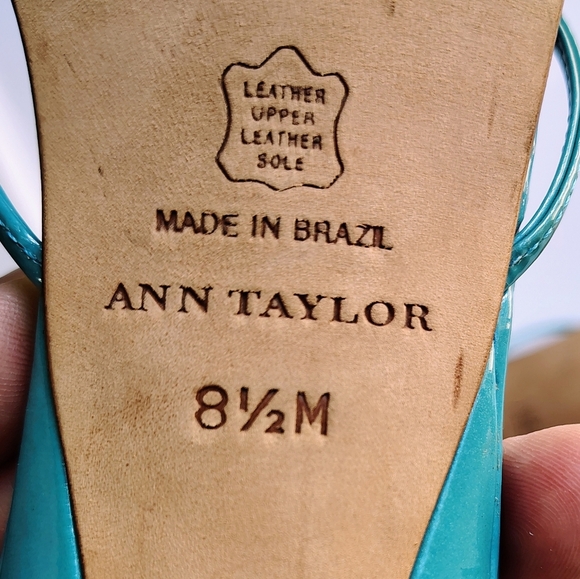 LEATHER
UPPER
LEATHER
SOLE
MADE IN BRAZIL
ANN TAYLOR
8½M